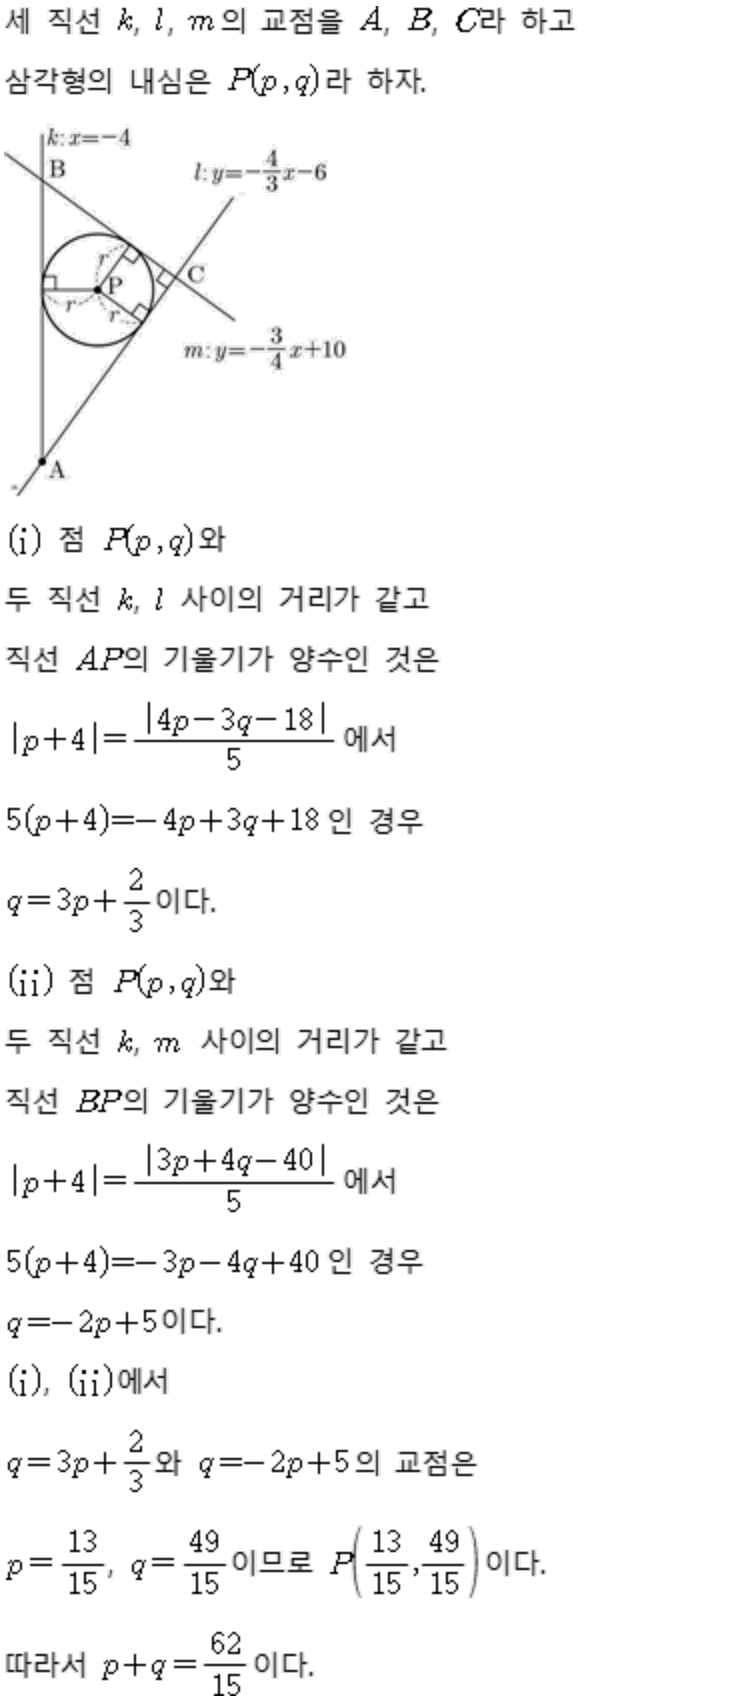 세 직선 k, l, m의 교점을 A, B, C라 하고
삼각형의 내심은 P(p, q)라 하자.
k: x=−4
B
l: y=−4/3x−6
r
C
P
r
r
m: y=−3/4x+10
A
(i) 점 P(p, q)와
두 직선 k, l 사이의 거리가 같고
직선 AP의 기울기가 양수인 것은
|p+4|=|4p−3q−18|/5 에서
5(p+4)=−4p+3q+18 인 경우
q=3p+2/3이다.
(ii) 점 P(p, q)와
두 직선 k, m 사이의 거리가 같고
직선 BP의 기울기가 양수인 것은
|p+4|=|3p+4q−40|/5 에서
5(p+4)=−3p−4q+40 인 경우
q=−2p+5이다.
(i), (ii)에서
q=3p+2/3와 q=−2p+5의 교점은
p=13/15, q=49/15이므로 P(13/15, 49/15)이다.
따라서 p+q=62/15이다.